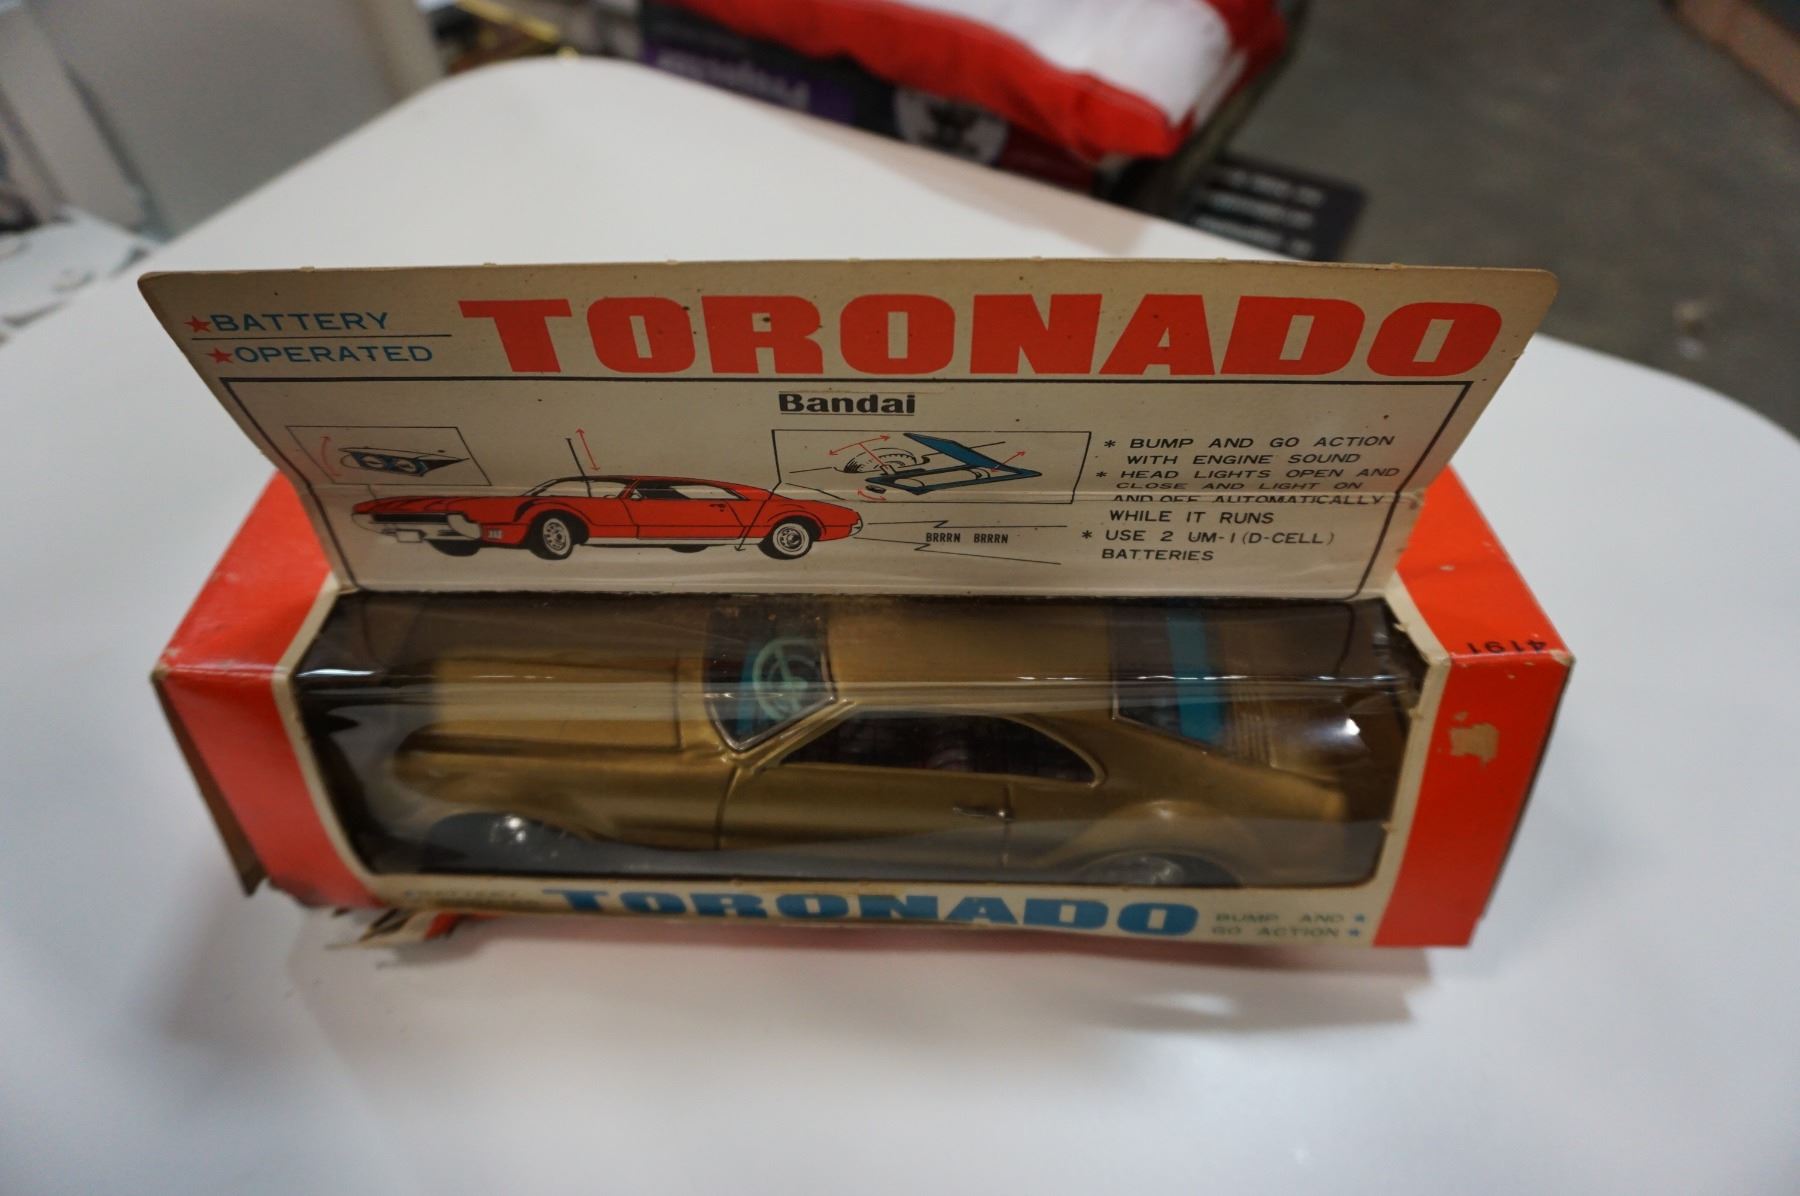 ★BATTERY
★OPERATED
TORONADO
Bandai
* BUMP AND GO ACTION
WITH ENGINE SOUND
* HEAD LIGHTS OPEN AND
CLOSE AND LIGHT ON
AND OFF AUTOMATICALLY
WHILE IT RUNS
* USE 2 UM-1 (D-CELL)
BATTERIES
BRRRN BRRRN
4191
TORONADO
BUMP AND ★
GO ACTION ★